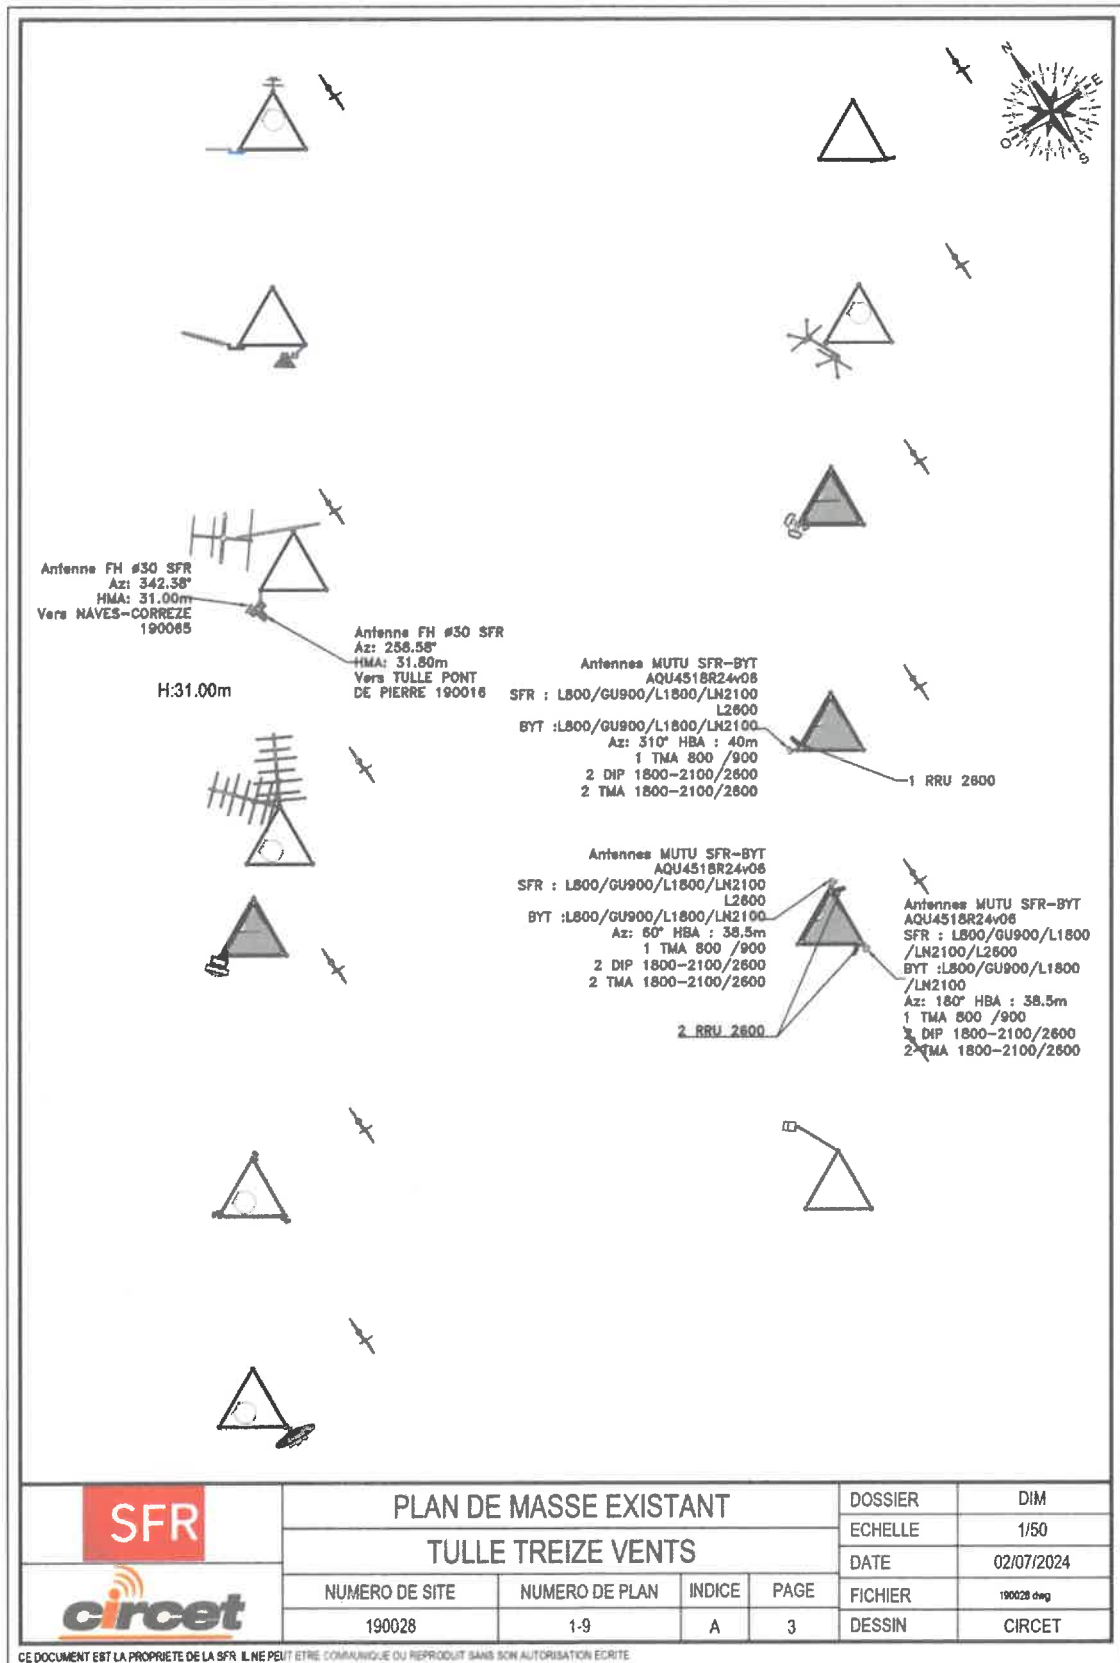 N
E
O
S
Antenne FH ø30 SFR
Az: 342.38°
HMA: 31.00m
Vers NAVES-CORREZE
190065
Antenne FH ø30 SFR
Az: 256.58°
HMA: 31.80m
Vers TULLE PONT
DE PIERRE 190016
H:31.00m
Antennes MUTU SFR-BYT
AQU4518R24v06
SFR : L800/GU900/L1800/LN2100
L2600
BYT :L800/GU900/L1800/LN2100
Az: 310° HBA : 40m
1 TMA 800 /900
2 DIP 1800-2100/2600
2 TMA 1800-2100/2600
1 RRU 2600
Antennes MUTU SFR-BYT
AQU4518R24v06
SFR : L800/GU900/L1800/LN2100
L2600
BYT :L800/GU900/L1800/LN2100
Az: 60° HBA : 38.5m
1 TMA 800 /900
2 DIP 1800-2100/2600
2 TMA 1800-2100/2600
2 RRU 2600
Antennes MUTU SFR-BYT
AQU4518R24v06
SFR : L800/GU900/L1800
/LN2100/L2600
BYT :L800/GU900/L1800
/LN2100
Az: 180° HBA : 38.5m
1 TMA 800 /900
2 DIP 1800-2100/2600
2 TMA 1800-2100/2600
SFR
circet
PLAN DE MASSE EXISTANT
TULLE TREIZE VENTS
NUMERO DE SITE NUMERO DE PLAN INDICE PAGE
190028 1-9 A 3
DOSSIER DIM
ECHELLE 1/50
DATE 02/07/2024
FICHIER 190028 dwg
DESSIN CIRCET
CE DOCUMENT EST LA PROPRIETE DE LA SFR IL NE PEUT ETRE COMMUNIQUE OU REPRODUIT SANS SON AUTORISATION ECRITE